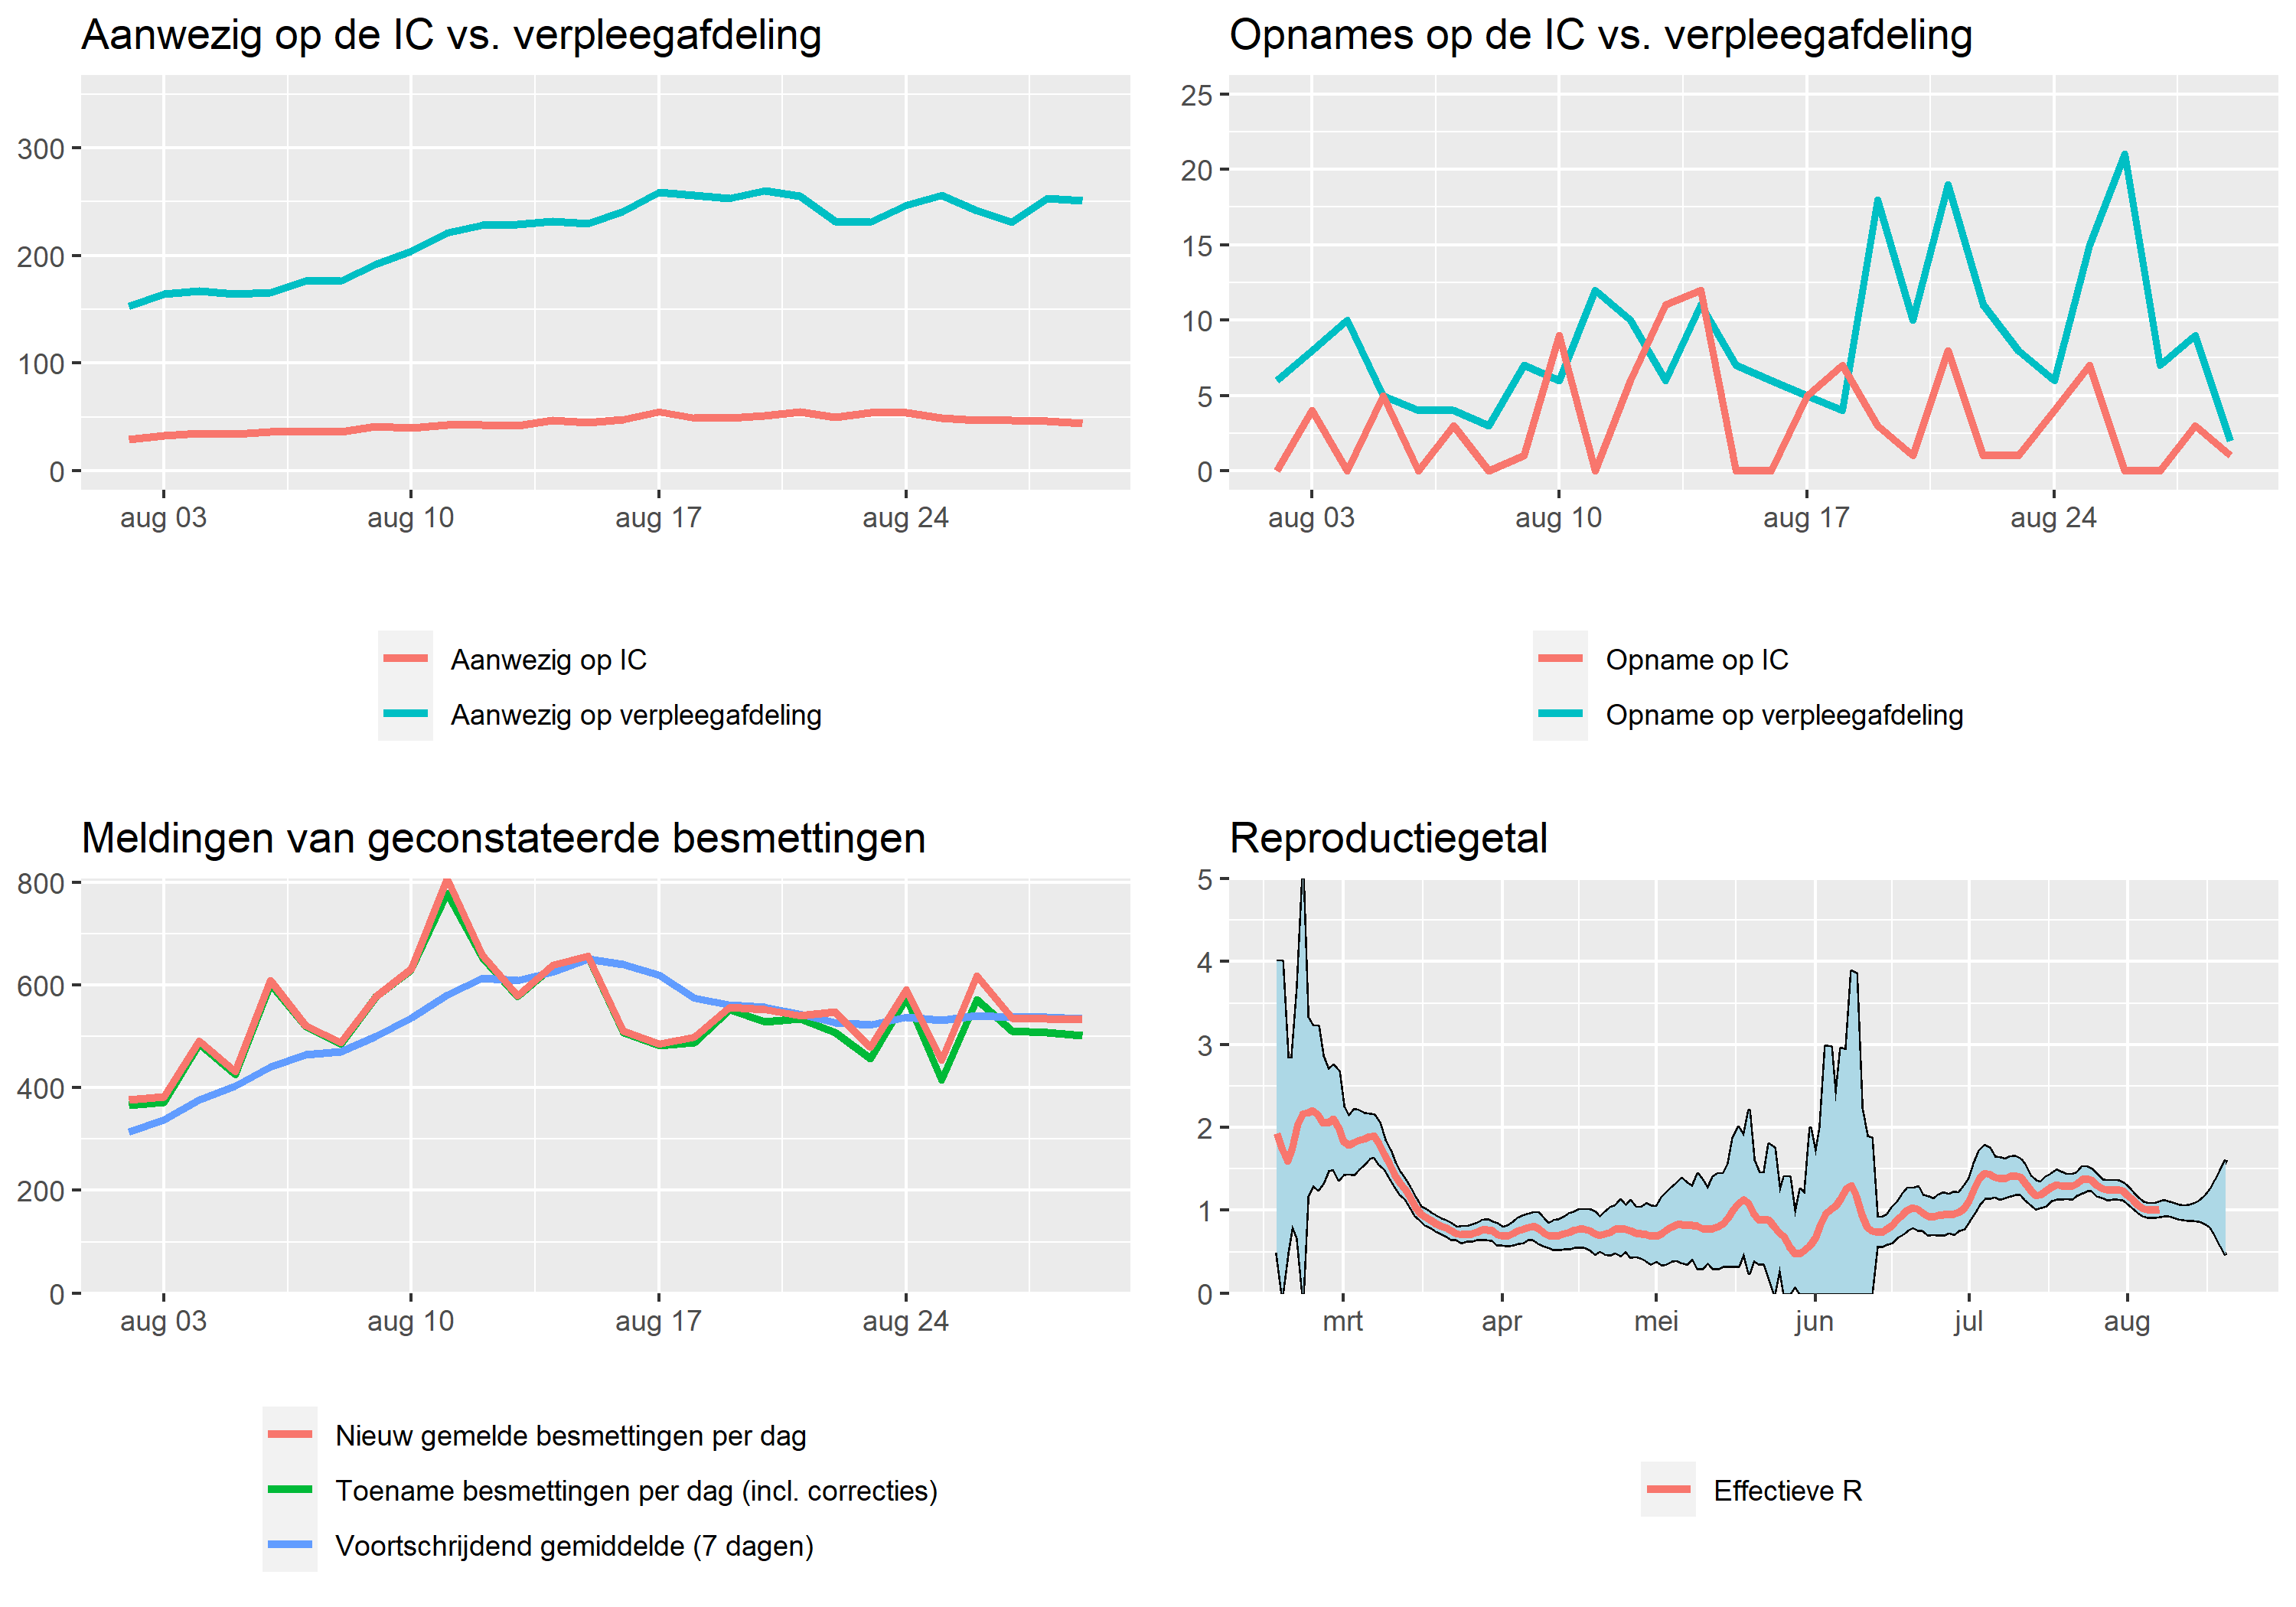 Aanwezig op de IC vs. verpleegafdeling
300
200
100
0
aug 03 aug 10 aug 17 aug 24
Aanwezig op IC
Aanwezig op verpleegafdeling
Opnames op de IC vs. verpleegafdeling
25
20
15
10
5
0
aug 03 aug 10 aug 17 aug 24
Opname op IC
Opname op verpleegafdeling
Meldingen van geconstateerde besmettingen
800
600
400
200
0
aug 03 aug 10 aug 17 aug 24
Nieuw gemelde besmettingen per dag
Toename besmettingen per dag (incl. correcties)
Voortschrijdend gemiddelde (7 dagen)
Reproductiegetal
5
4
3
2
1
0
mrt apr mei jun jul aug
Effectieve R